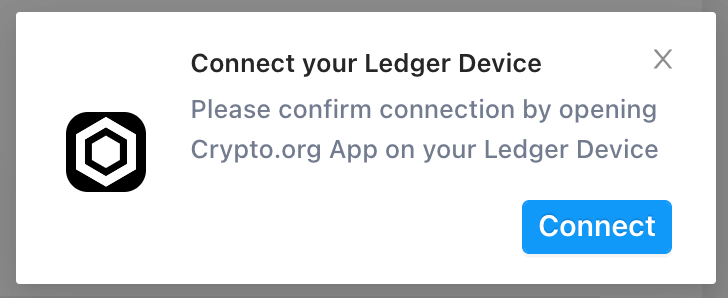 Connect your Ledger Device
Please confirm connection by opening
Crypto.org App on your Ledger Device
Connect